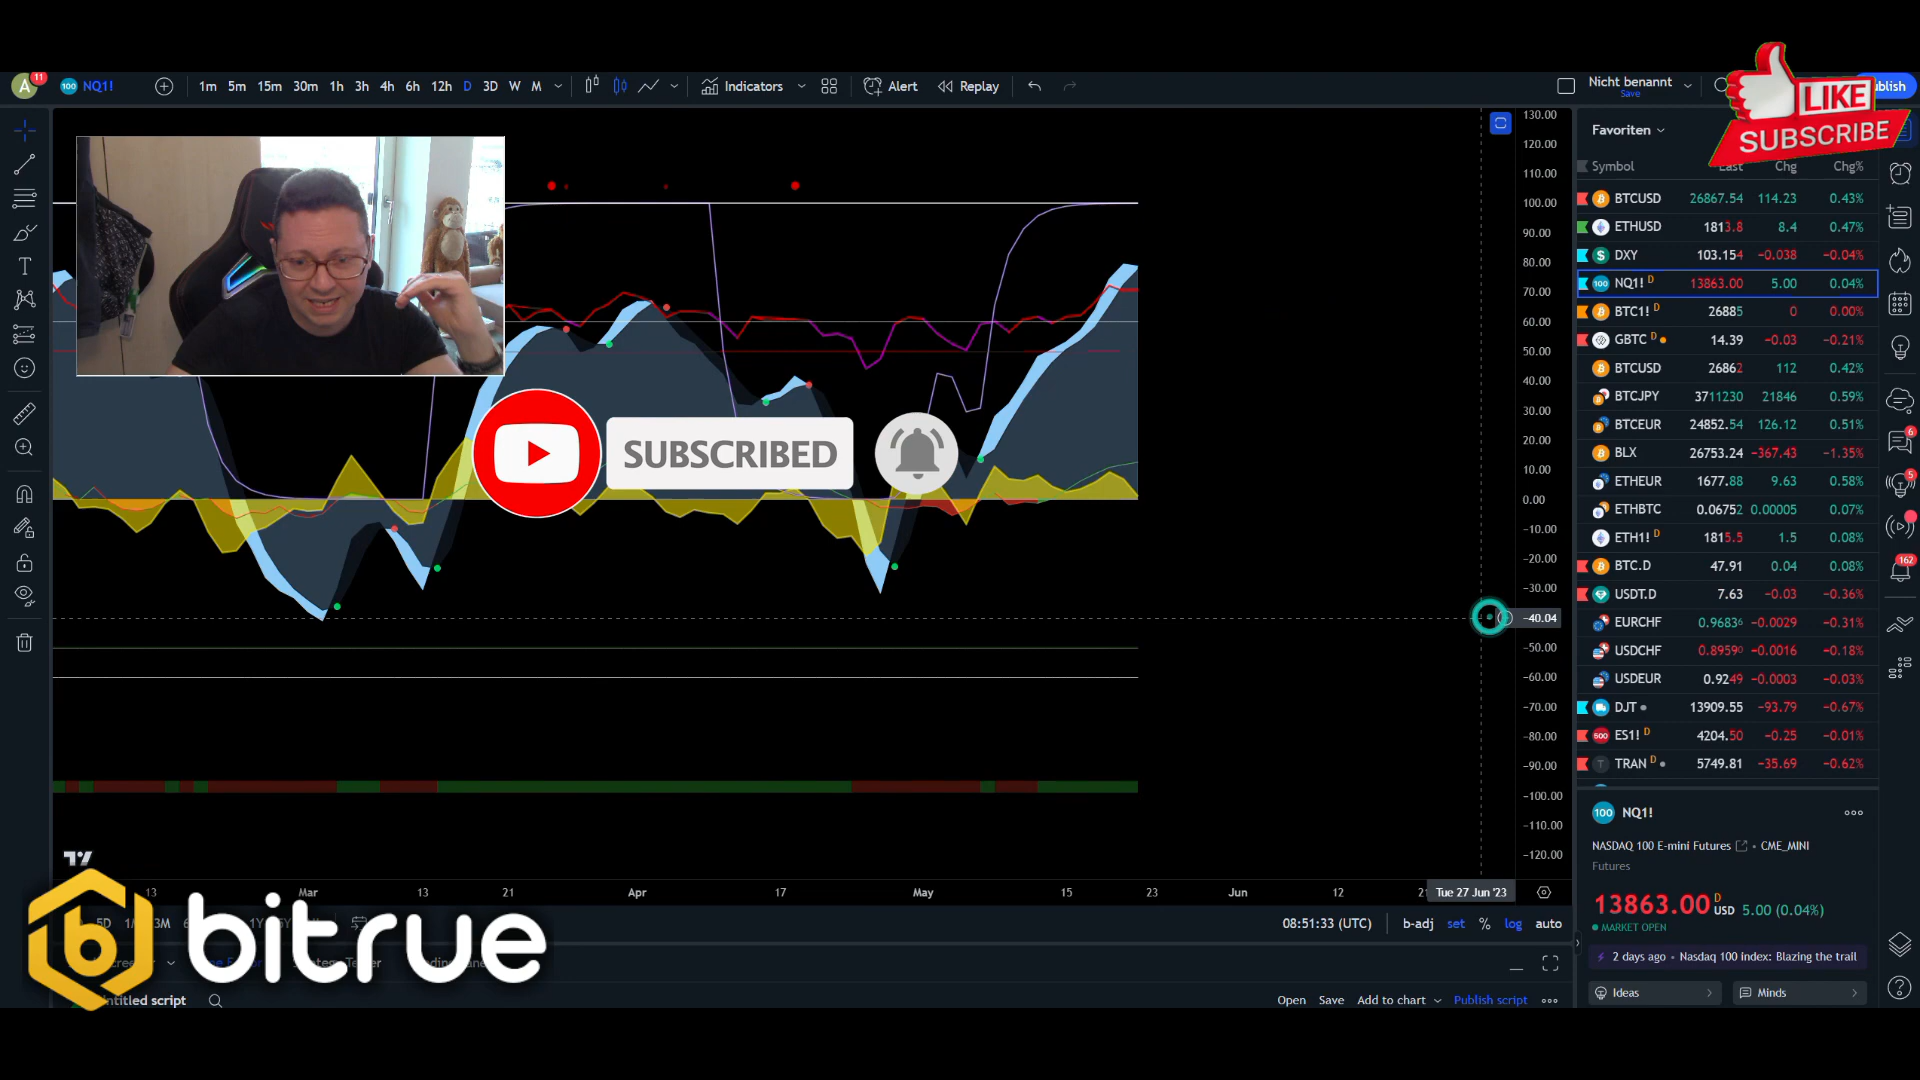 A 11 100 NQ1! 1m 5m 15m 30m 1h 3h 4h 6h 12h D 3D W M Indicators Alert Replay Nicht benannt
Save
LIKE
SUBSCRIBE
Favoriten
Symbol Last Chg Chg%
BTCUSD 26867.54 114.23 0.43%
ETHUSD 1813.8 8.4 0.47%
DXY 103.154 -0.038 -0.04%
100 NQ1! D 13863.00 5.00 0.04%
BTC1! D 26885 0 0.00%
GBTC D 14.39 -0.03 -0.21%
BTCUSD 26862 112 0.42%
BTCJPY 3711230 21846 0.59%
BTCEUR 24852.54 126.12 0.51%
BLX 26753.24 -367.43 -1.35%
ETHEUR 1677.88 9.63 0.58%
ETHBTC 0.06752 0.00005 0.07%
ETH1! D 1815.5 1.5 0.08%
BTC.D 47.91 0.04 0.08%
USDT.D 7.63 -0.03 -0.36%
EURCHF 0.96836 -0.0029 -0.31%
USDCHF 0.89590 -0.0016 -0.18%
USDEUR 0.9249 -0.0003 -0.03%
DJT 13909.55 -93.79 -0.67%
500 ES1! D 4204.50 -0.25 -0.01%
T TRAN D 5749.81 -35.69 -0.62%
6
5
162
130.00
120.00
110.00
100.00
90.00
80.00
70.00
60.00
50.00
40.00
30.00
20.00
10.00
0.00
-10.00
-20.00
-30.00
-40.04
-50.00
-60.00
-70.00
-80.00
-90.00
-100.00
-110.00
-120.00
SUBSCRIBED
13 Mar 13 21 Apr 17 May 15 23 Jun 12 Tue 27 Jun '23
5D 3M 1Y 08:51:33 (UTC) b-adj set % log auto
bitrue
Untitled script Open Save Add to chart Publish script
100 NQ1!
NASDAQ 100 E-mini Futures • CME_MINI
Futures
13863.00 D USD 5.00 (0.04%)
MARKET OPEN
2 days ago • Nasdaq 100 index: Blazing the trail
Ideas Minds